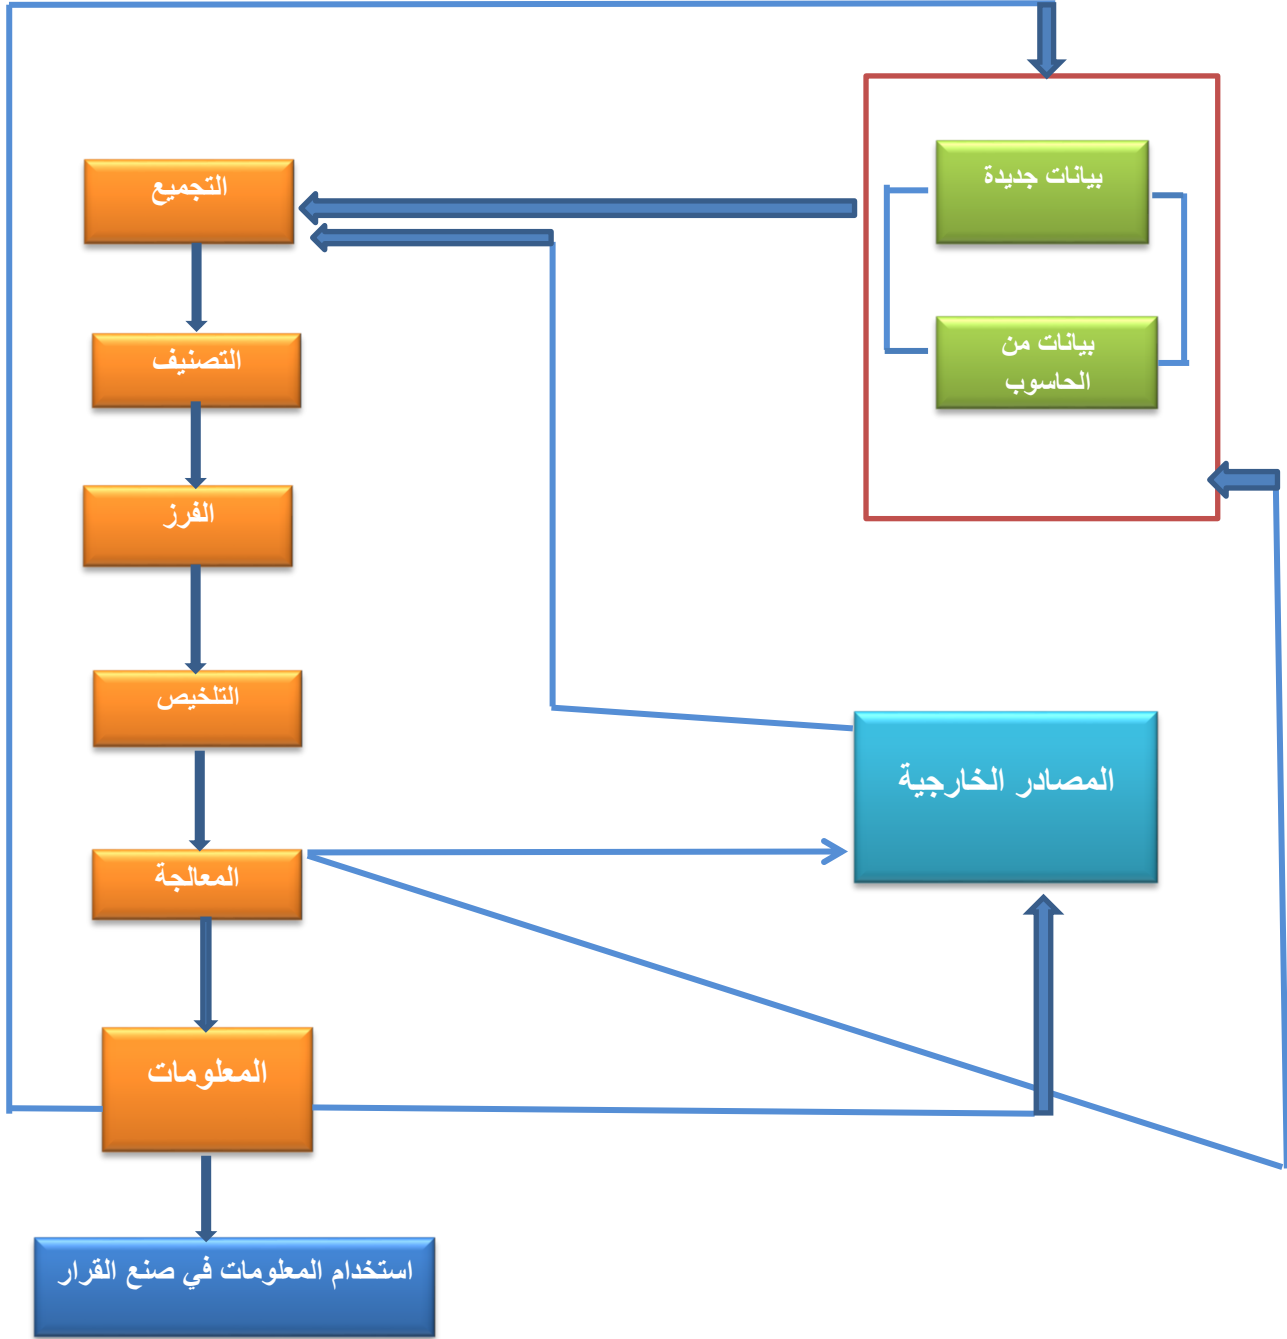 بيانات جديدة
بيانات من
الحاسوب
التجميع
التصنيف
الفرز
التلخيص
المصادر الخارجية
المعالجة
المعلومات
استخدام المعلومات في صنع القرار